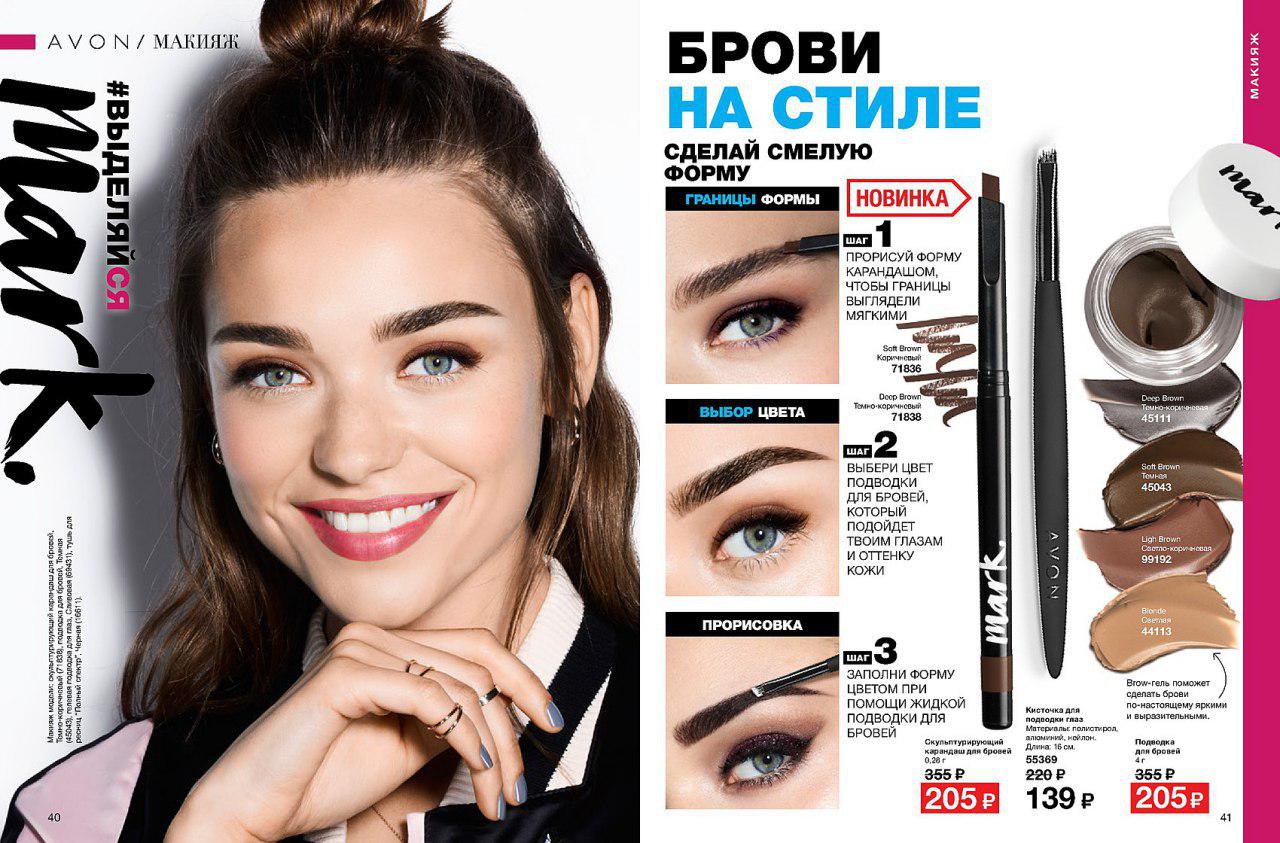 AVON / МАКИЯЖ
#ВЫДЕЛЯЙСЯ
mark.
Макияж модели: скульптурирующий карандаш для бровей,
Темно-коричневый (71838), подводка для бровей, Темная
(45043), гелевая подводка для глаз, Сливовая (69431), тушь для
ресниц "Полный спектр", Черная (16611).
40
БРОВИ
НА СТИЛЕ
СДЕЛАЙ СМЕЛУЮ
ФОРМУ
МАКИЯЖ
ГРАНИЦЫ ФОРМЫ
НОВИНКА
ШАГ 1
ПРОРИСУЙ ФОРМУ
КАРАНДАШОМ,
ЧТОБЫ ГРАНИЦЫ
ВЫГЛЯДЕЛИ
МЯГКИМИ
Soft Brown
Коричневый
71836
Deep Brown
Темно-коричневый
71838
ВЫБОР ЦВЕТА
ШАГ 2
ВЫБЕРИ ЦВЕТ
ПОДВОДКИ
ДЛЯ БРОВЕЙ,
КОТОРЫЙ
ПОДОЙДЕТ
ТВОИМ ГЛАЗАМ
И ОТТЕНКУ
КОЖИ
ПРОРИСОВКА
ШАГ 3
ЗАПОЛНИ ФОРМУ
ЦВЕТОМ ПРИ
ПОМОЩИ ЖИДКОЙ
ПОДВОДКИ ДЛЯ
БРОВЕЙ
mark.
AVON
mark.
Deep Brown
Темно-коричневая
45111
Soft Brown
Темная
45043
Ligh Brown
Светло-коричневая
99192
Blonde
Светлая
44113
Brow-гель поможет
сделать брови
по-настоящему яркими
и выразительными.
Скульптурирующий
карандаш для бровей
0,28 г
355 ₽
205 ₽
Кисточка для
подводки глаз
Материалы: полистирол,
алюминий, нейлон.
Длина: 16 см.
55369
220 ₽
139 ₽
Подводка
для бровей
4 г
355 ₽
205 ₽
41